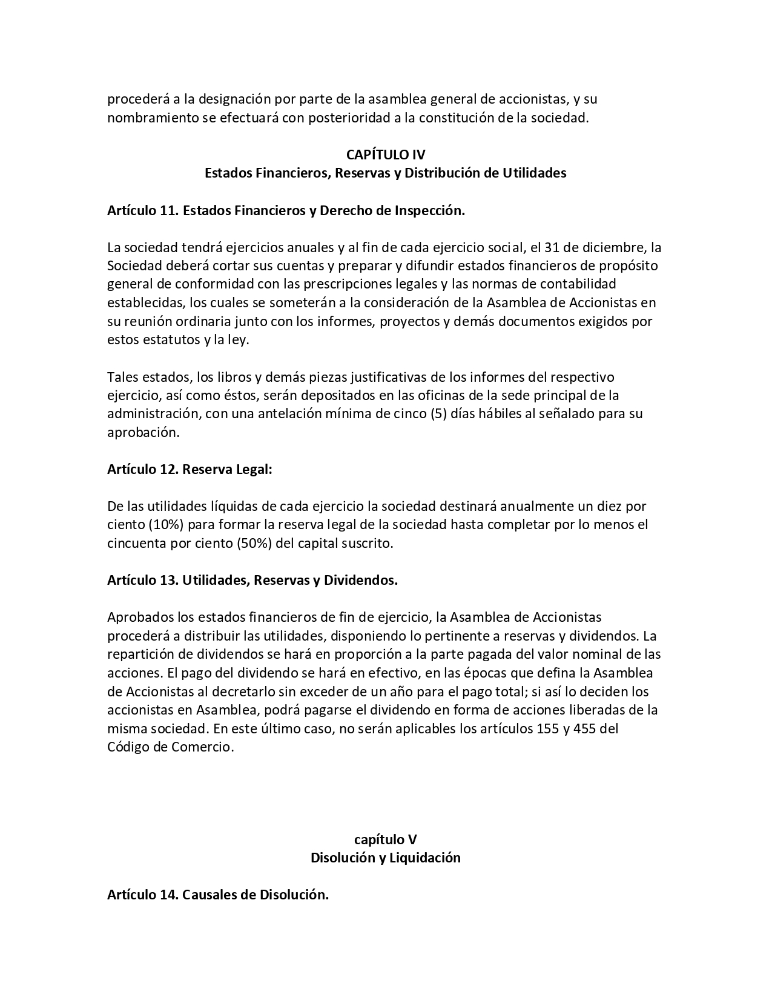 procederá a la designación por parte de la asamblea general de accionistas, y su
nombramiento se efectuará con posterioridad a la constitución de la sociedad.
CAPÍTULO IV
Estados Financieros, Reservas y Distribución de Utilidades
Artículo 11. Estados Financieros y Derecho de Inspección.
La sociedad tendrá ejercicios anuales y al fin de cada ejercicio social, el 31 de diciembre, la
Sociedad deberá cortar sus cuentas y preparar y difundir estados financieros de propósito
general de conformidad con las prescripciones legales y las normas de contabilidad
establecidas, los cuales se someterán a la consideración de la Asamblea de Accionistas en
su reunión ordinaria junto con los informes, proyectos y demás documentos exigidos por
estos estatutos y la ley.
Tales estados, los libros y demás piezas justificativas de los informes del respectivo
ejercicio, así como éstos, serán depositados en las oficinas de la sede principal de la
administración, con una antelación mínima de cinco (5) días hábiles al señalado para su
aprobación.
Artículo 12. Reserva Legal:
De las utilidades líquidas de cada ejercicio la sociedad destinará anualmente un diez por
ciento (10%) para formar la reserva legal de la sociedad hasta completar por lo menos el
cincuenta por ciento (50%) del capital suscrito.
Artículo 13. Utilidades, Reservas y Dividendos.
Aprobados los estados financieros de fin de ejercicio, la Asamblea de Accionistas
procederá a distribuir las utilidades, disponiendo lo pertinente a reservas y dividendos. La
repartición de dividendos se hará en proporción a la parte pagada del valor nominal de las
acciones. El pago del dividendo se hará en efectivo, en las épocas que defina la Asamblea
de Accionistas al decretarlo sin exceder de un año para el pago total; si así lo deciden los
accionistas en Asamblea, podrá pagarse el dividendo en forma de acciones liberadas de la
misma sociedad. En este último caso, no serán aplicables los artículos 155 y 455 del
Código de Comercio.
capítulo V
Disolución y Liquidación
Artículo 14. Causales de Disolución.